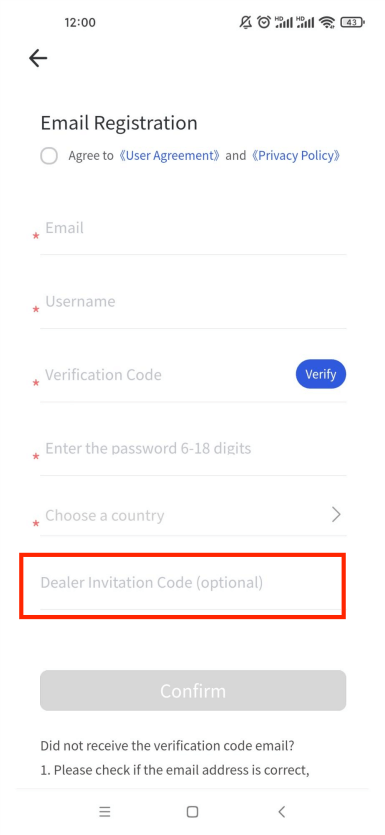 12:00
HD HD 43
Email Registration
Agree to 《User Agreement》 and 《Privacy Policy》
* Email
* Username
* Verification Code Verify
* Enter the password 6-18 digits
* Choose a country
Dealer Invitation Code (optional)
Confirm
Did not receive the verification code email?
1. Please check if the email address is correct,